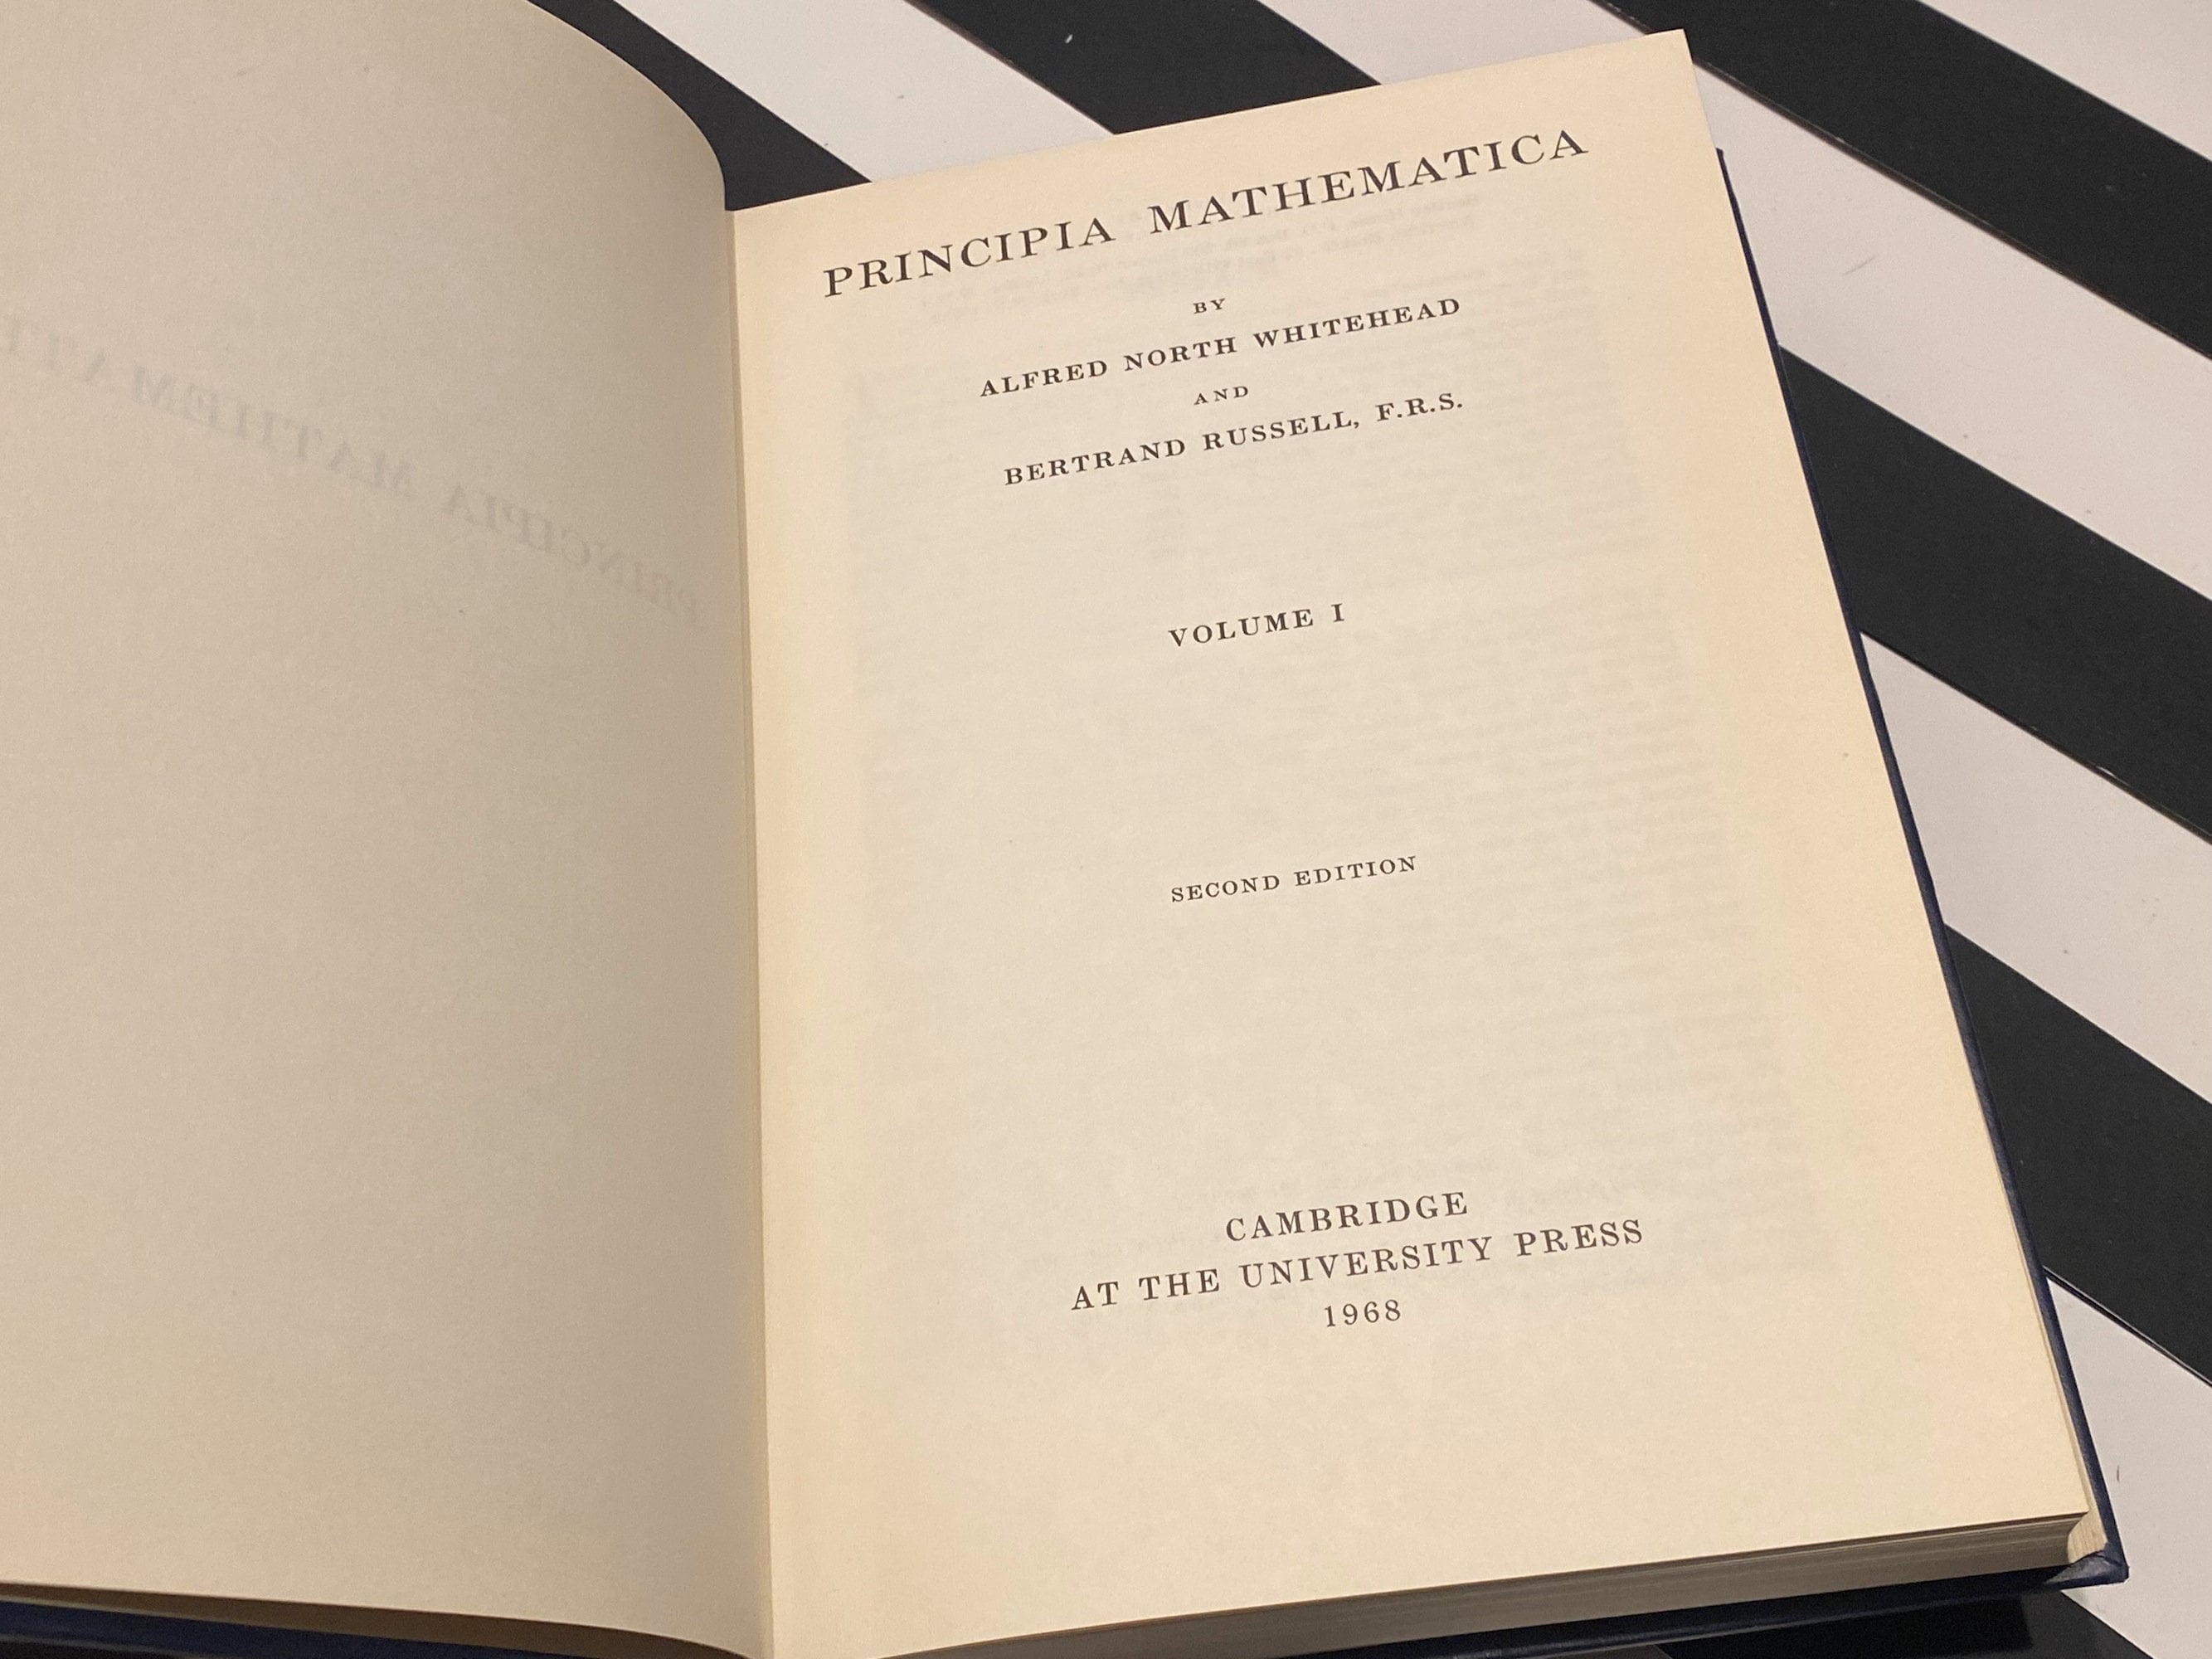 PRINCIPIA MATHEMATICA
BY
ALFRED NORTH WHITEHEAD
AND
BERTRAND RUSSELL, F.R.S.
VOLUME I
SECOND EDITION
CAMBRIDGE
AT THE UNIVERSITY PRESS
1968